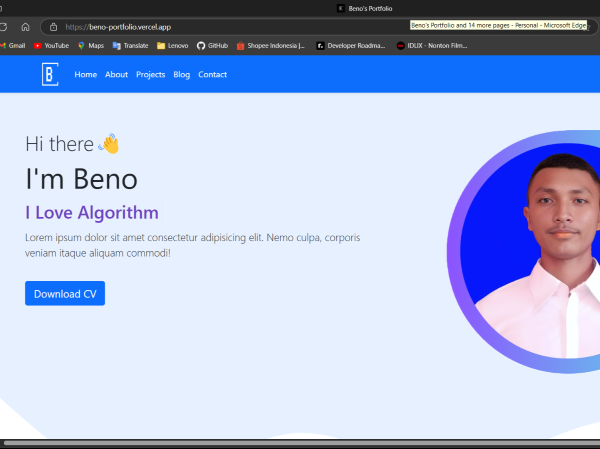 Beno's Portfolio
https://beno-portfolio.vercel.app
Beno's Portfolio and 14 more pages - Personal - Microsoft Edge
Gmail YouTube Maps Translate Lenovo GitHub Shopee Indonesia |... Developer Roadma... IDLIX - Nonton Film...
B Home About Projects Blog Contact
Hi there 👋
I'm Beno
I Love Algorithm
Lorem ipsum dolor sit amet consectetur adipisicing elit. Nemo culpa, corporis
veniam itaque aliquam commodi!
Download CV